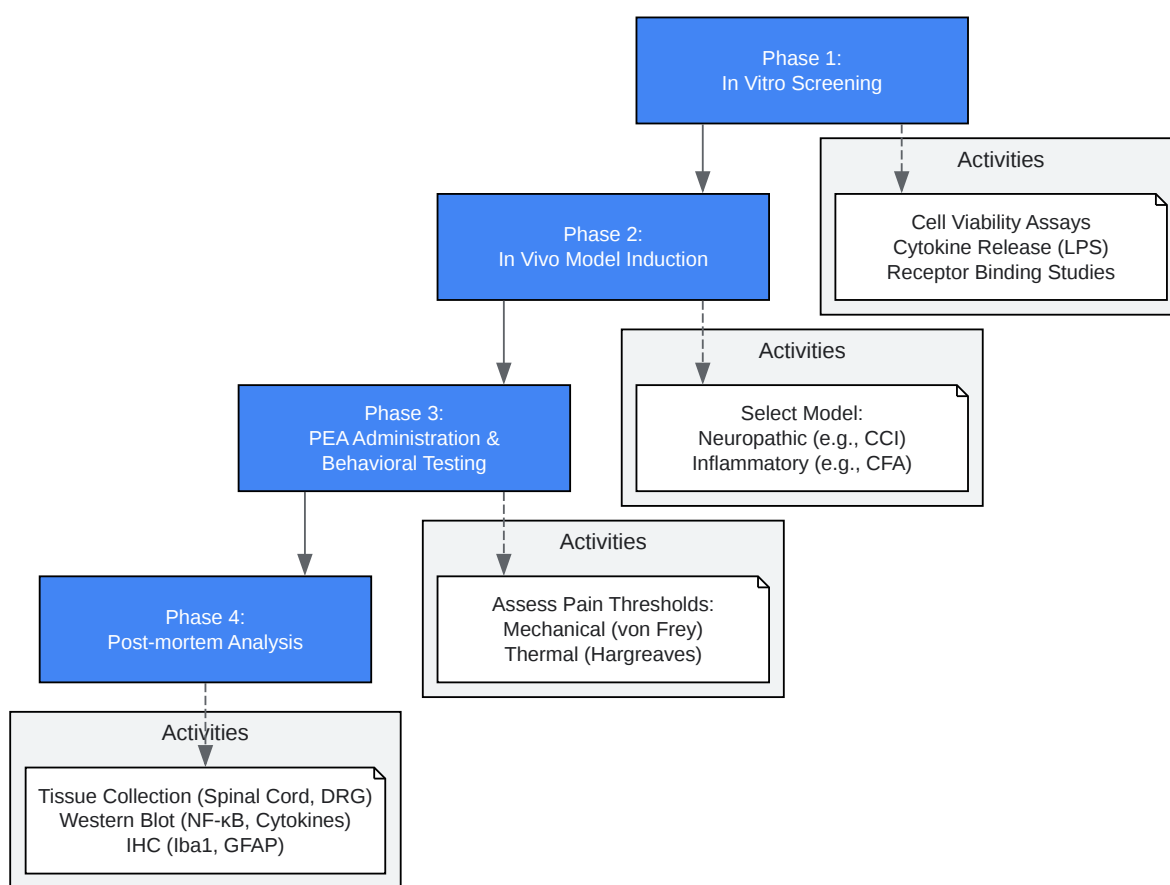 Phase 1:
In Vitro Screening
Activities
Cell Viability Assays
Cytokine Release (LPS)
Receptor Binding Studies
Phase 2:
In Vivo Model Induction
Activities
Select Model:
Neuropathic (e.g., CCI)
Inflammatory (e.g., CFA)
Phase 3:
PEA Administration &
Behavioral Testing
Activities
Assess Pain Thresholds:
Mechanical (von Frey)
Thermal (Hargreaves)
Phase 4:
Post-mortem Analysis
Activities
Tissue Collection (Spinal Cord, DRG)
Western Blot (NF-κB, Cytokines)
IHC (Iba1, GFAP)